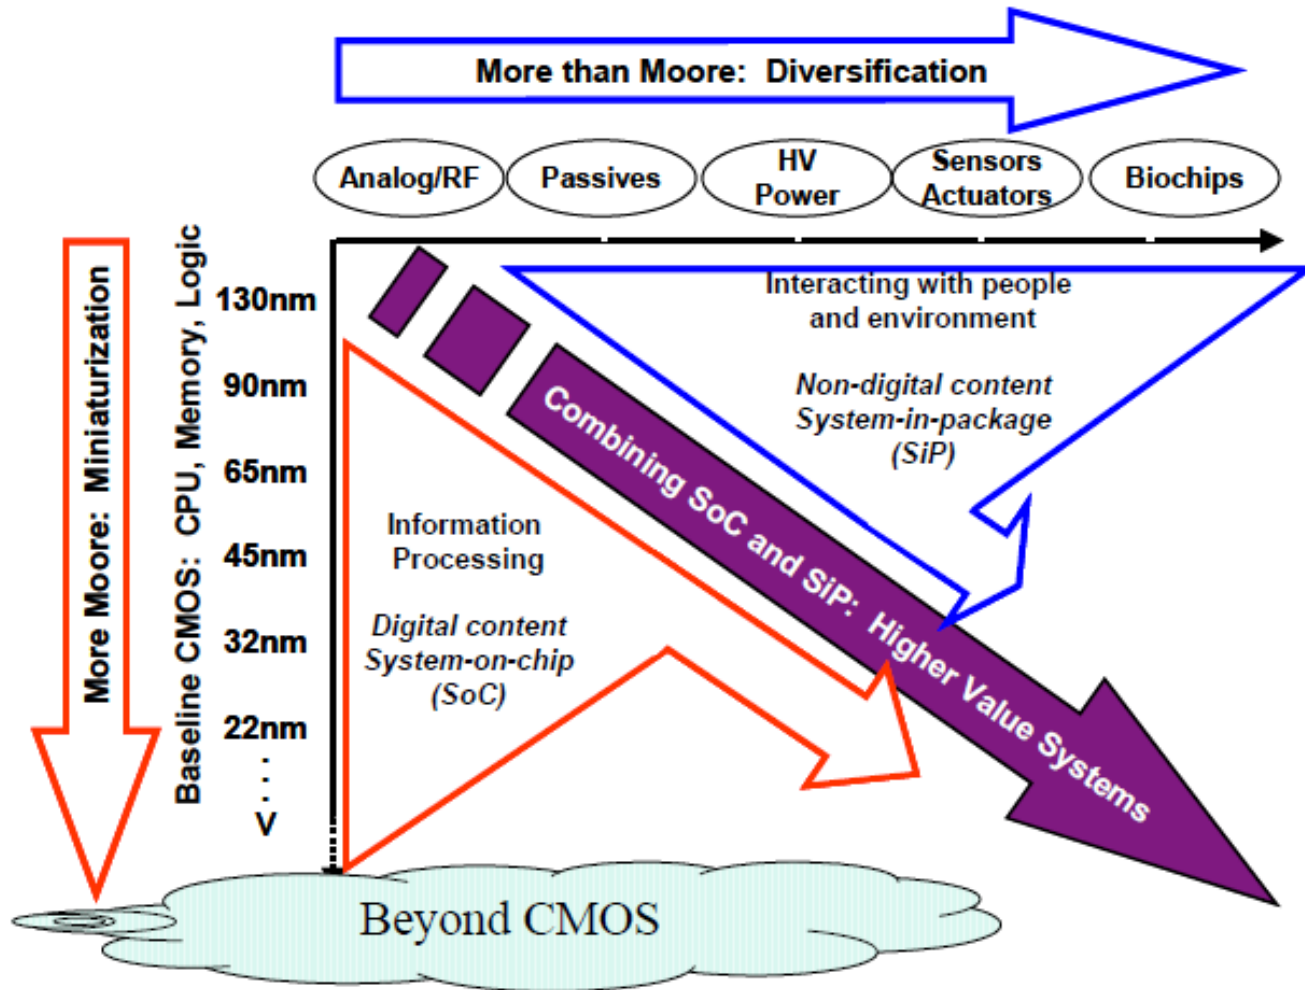 More than Moore: Diversification
Analog/RF
Passives
HV
Power
Sensors
Actuators
Biochips
More Moore: Miniaturization
Baseline CMOS: CPU, Memory, Logic
130nm
90nm
65nm
45nm
32nm
22nm
.
.
.
V
Interacting with people
and environment
Non-digital content
System-in-package
(SiP)
Combining SoC and SiP: Higher Value Systems
Information
Processing
Digital content
System-on-chip
(SoC)
Beyond CMOS